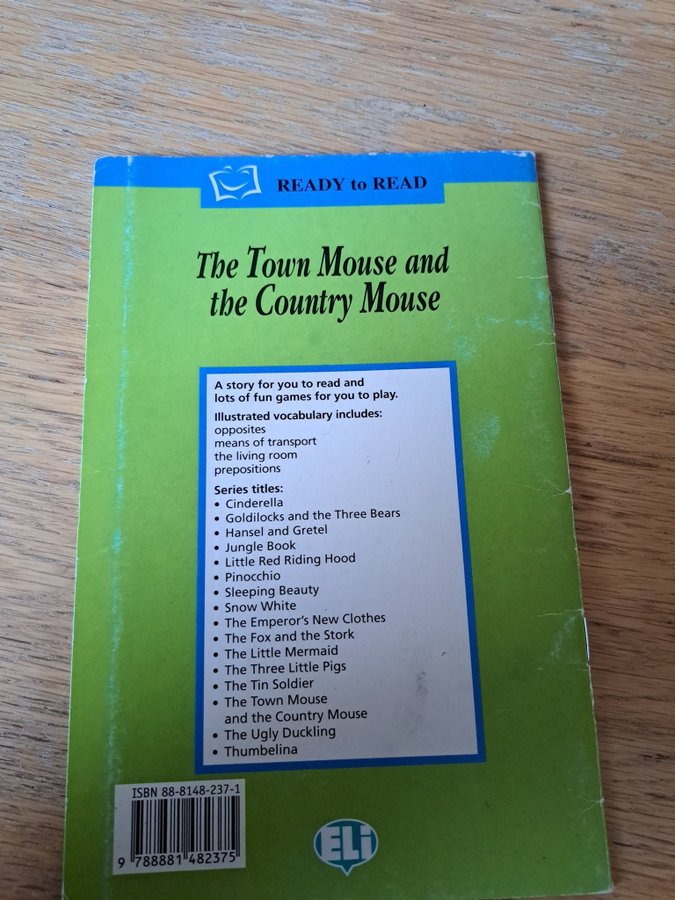 READY to READ
The Town Mouse and
the Country Mouse
A story for you to read and
lots of fun games for you to play.
Illustrated vocabulary includes:
opposites
means of transport
the living room
prepositions
Series titles:
• Cinderella
• Goldilocks and the Three Bears
• Hansel and Gretel
• Jungle Book
• Little Red Riding Hood
• Pinocchio
• Sleeping Beauty
• Snow White
• The Emperor's New Clothes
• The Fox and the Stork
• The Little Mermaid
• The Three Little Pigs
• The Tin Soldier
• The Town Mouse
and the Country Mouse
• The Ugly Duckling
• Thumbelina
ISBN 88-8148-237-1
9 788881 482375
ELi